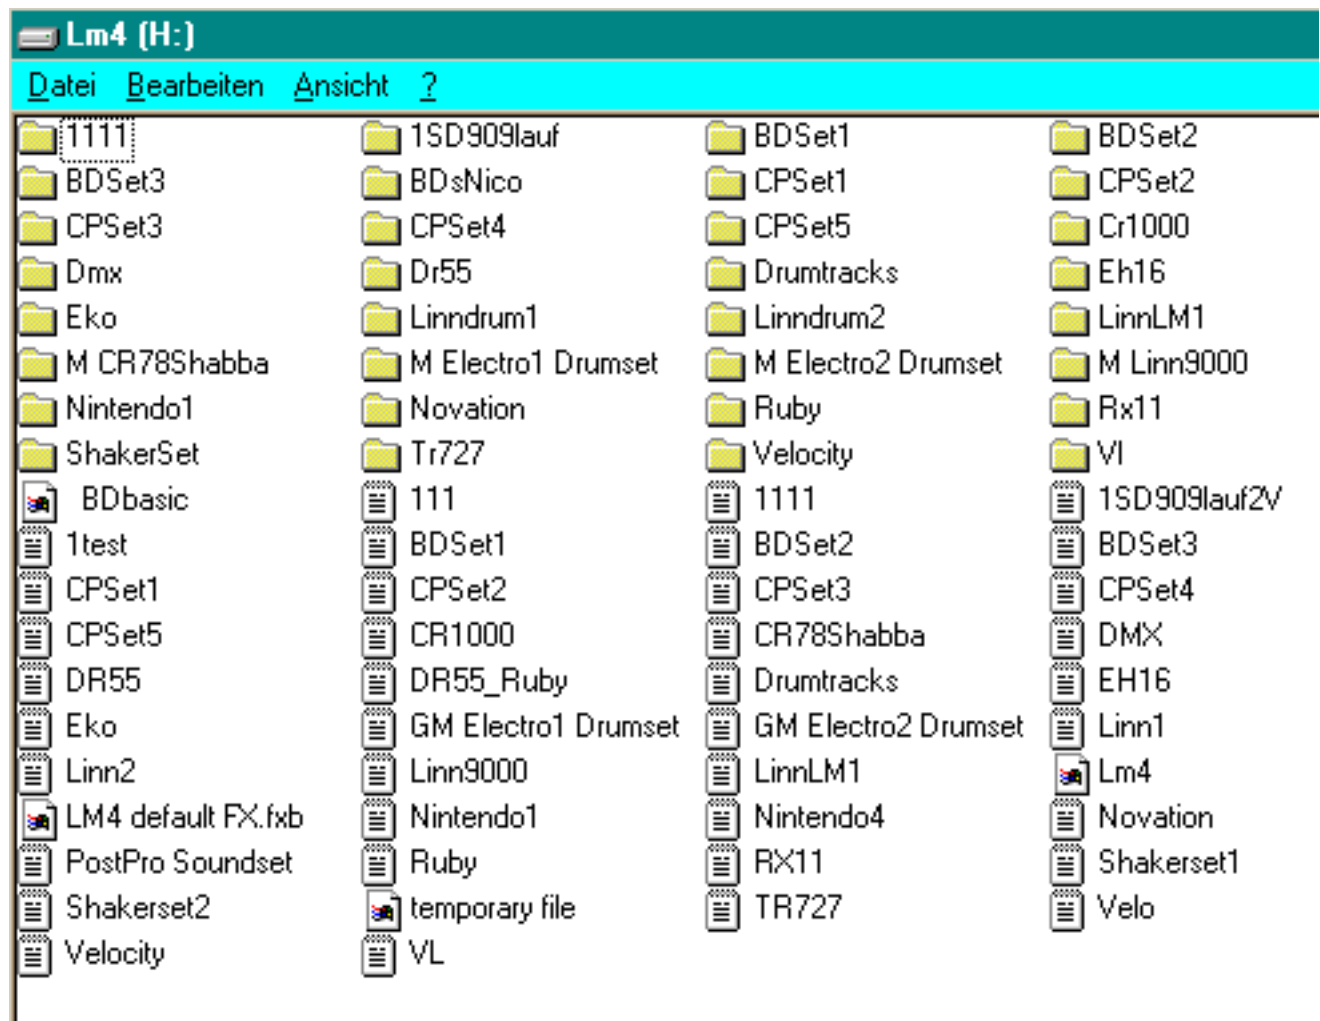 Lm4 (H:)
Datei Bearbeiten Ansicht ?
1111 1SD909lauf BDSet1 BDSet2
BDSet3 BDsNico CPSet1 CPSet2
CPSet3 CPSet4 CPSet5 Cr1000
Dmx Dr55 Drumtracks Eh16
Eko Linndrum1 Linndrum2 LinnLM1
M CR78Shabba M Electro1 Drumset M Electro2 Drumset M Linn9000
Nintendo1 Novation Ruby Rx11
ShakerSet Tr727 Velocity Vl
BDbasic 111 1111 1SD909lauf2V
1test BDSet1 BDSet2 BDSet3
CPSet1 CPSet2 CPSet3 CPSet4
CPSet5 CR1000 CR78Shabba DMX
DR55 DR55_Ruby Drumtracks EH16
Eko GM Electro1 Drumset GM Electro2 Drumset Linn1
Linn2 Linn9000 LinnLM1 Lm4
LM4 default FX.fxb Nintendo1 Nintendo4 Novation
PostPro Soundset Ruby RX11 Shakerset1
Shakerset2 temporary file TR727 Velo
Velocity VL